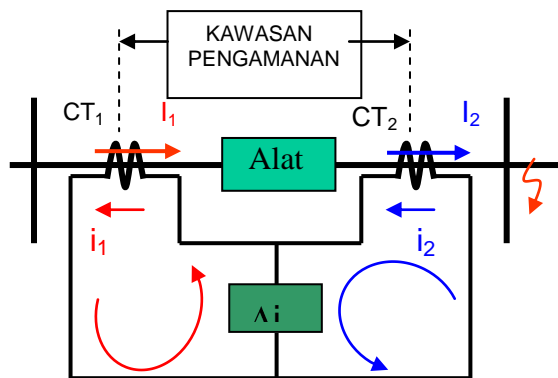 KAWASAN
PENGAMANAN
CT₁
I₁
CT₂
I₂
Alat
i₁
i₂